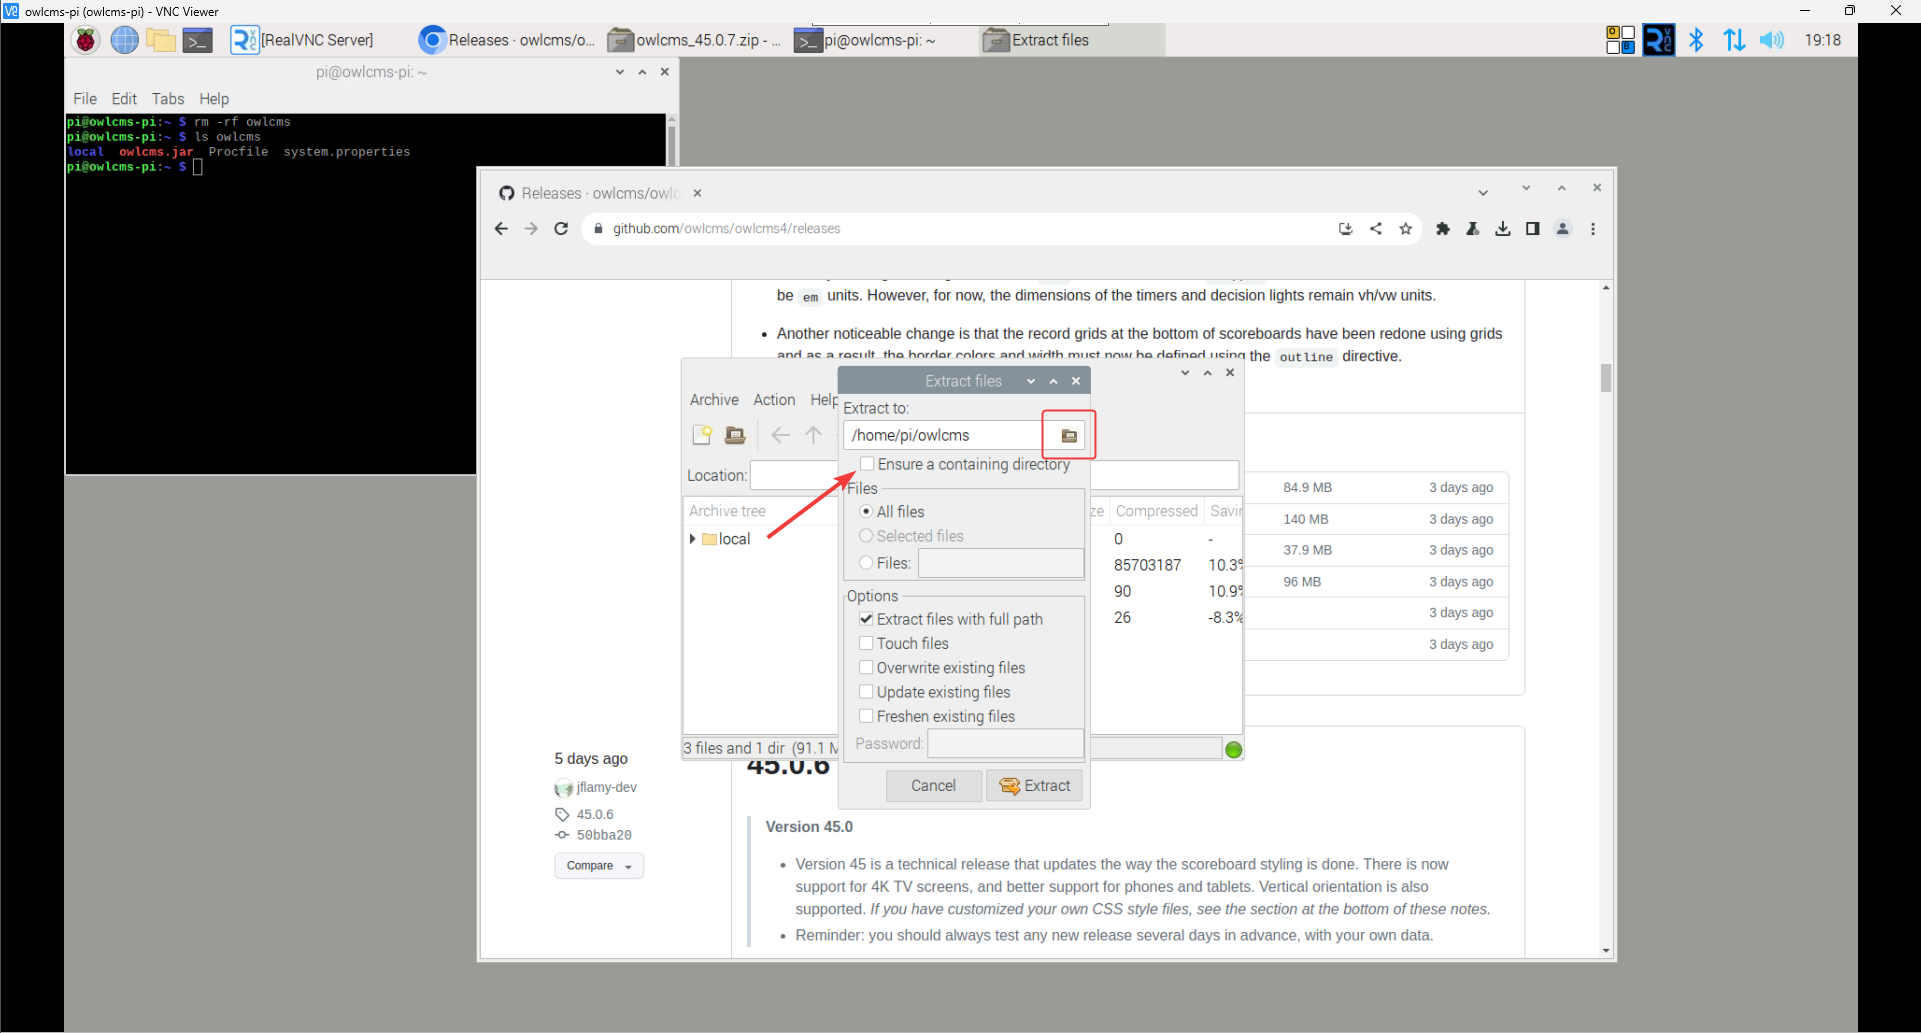 owlcms-pi (owlcms-pi) - VNC Viewer
[RealVNC Server]
Releases · owlcms/o...
owlcms_45.0.7.zip - ...
pi@owlcms-pi: ~
Extract files
19:18
pi@owlcms-pi: ~
File Edit Tabs Help
pi@owlcms-pi:~ $ rm -rf owlcms
pi@owlcms-pi:~ $ ls owlcms
local owlcms.jar Procfile system.properties
pi@owlcms-pi:~ $
Releases · owlcms/owlc
github.com/owlcms/owlcms4/releases
be em units. However, for now, the dimensions of the timers and decision lights remain vh/vw units.
Another noticeable change is that the record grids at the bottom of scoreboards have been redone using grids
and as a result, the border colors and width must now be defined using the outline directive.
Archive Action Help
Location:
Archive tree
local
3 files and 1 dir (91.1 M
Extract files
Extract to:
/home/pi/owlcms
Ensure a containing directory
Files
All files
Selected files
Files:
Options
Extract files with full path
Touch files
Overwrite existing files
Update existing files
Freshen existing files
Password:
Cancel
Extract
ze Compressed Savin
0 -
85703187 10.3%
90 10.9%
26 -8.3%
84.9 MB 3 days ago
140 MB 3 days ago
37.9 MB 3 days ago
96 MB 3 days ago
3 days ago
3 days ago
5 days ago
jflamy-dev
45.0.6
50bba20
Compare
45.0.6
Version 45.0
Version 45 is a technical release that updates the way the scoreboard styling is done. There is now
support for 4K TV screens, and better support for phones and tablets. Vertical orientation is also
supported. If you have customized your own CSS style files, see the section at the bottom of these notes.
Reminder: you should always test any new release several days in advance, with your own data.